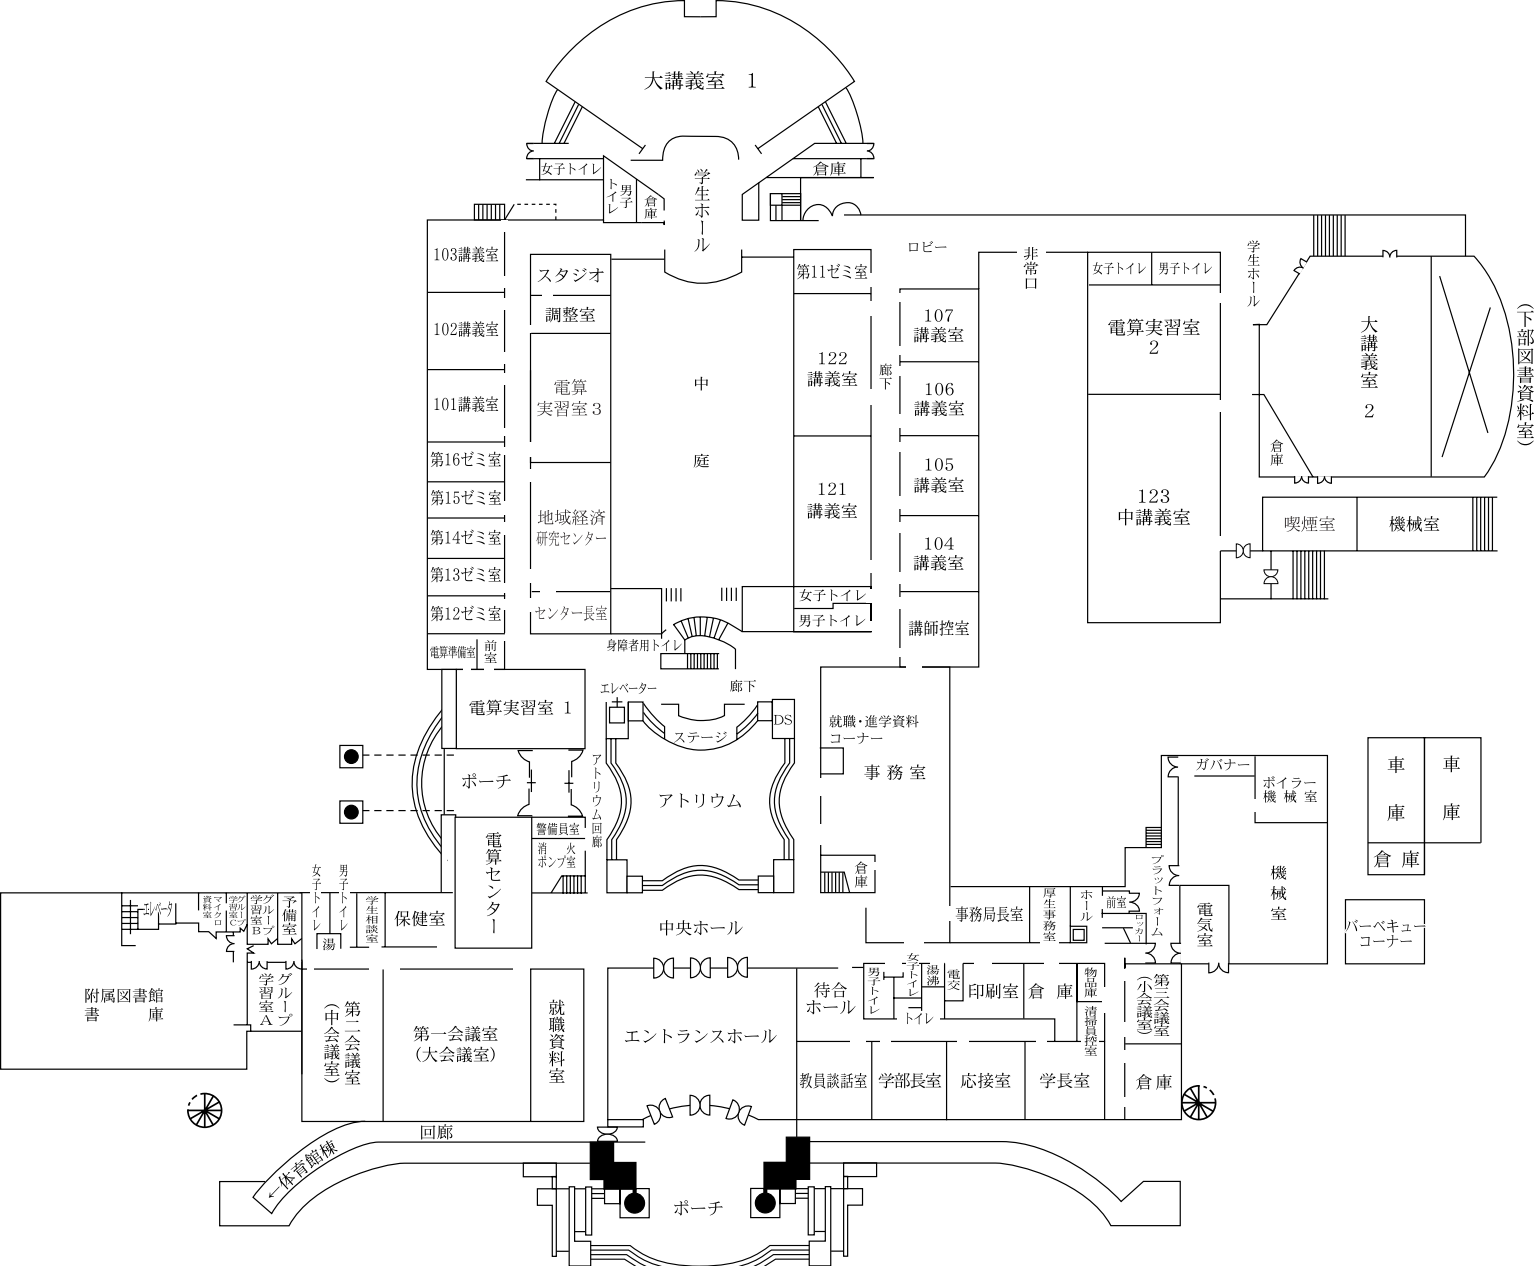 大講義室　1
女子トイレ
男子
トイレ
倉庫
学生ホール
倉庫
103講義室
スタジオ
第11ゼミ室
ロビー
非常口
学生ホール
女子トイレ
男子トイレ
調整室
107
講義室
電算実習室
2
大講義室　2
(下部図書資料室)
102講義室
122
講義室
廊下
電算
実習室３
中庭
106
講義室
101講義室
第16ゼミ室
倉庫
105
講義室
第15ゼミ室
121
講義室
123
中講義室
地域経済
研究センター
喫煙室
機械室
第14ゼミ室
104
講義室
第13ゼミ室
女子トイレ
第12ゼミ室
センター長室
男子トイレ
講師控室
身障者用トイレ
電算準備室
前室
エレベーター
廊下
電算実習室 1
DS
ステージ
就職・進学資料
コーナー
事務室
アトリウム回廊
ポーチ
アトリウム
ガバナー
ボイラー
機械室
車庫
車庫
警備員室
消火
ポンプ室
電算センター
倉庫
倉庫
プラットフォーム
機械室
女子トイレ
男子トイレ
エレベータ
マイクロ
資料室
グループ
学習室C
グループ
学習室B
予備室
湯
学生相談室
保健室
中央ホール
事務局長室
厚生事務室
ホール
前室
ロッカー
電気室
バーベキュー
コーナー
附属図書館
書庫
グループ
学習室A
第二会議室
(中会議室)
第一会議室
(大会議室)
就職資料室
エントランスホール
待合
ホール
男子トイレ
女子トイレ
湯沸
電交
トイレ
印刷室
倉庫
物品庫
清掃員控室
第三会議室
(小会議室)
教員談話室
学部長室
応接室
学長室
倉庫
回廊
←体育館棟
ポーチ